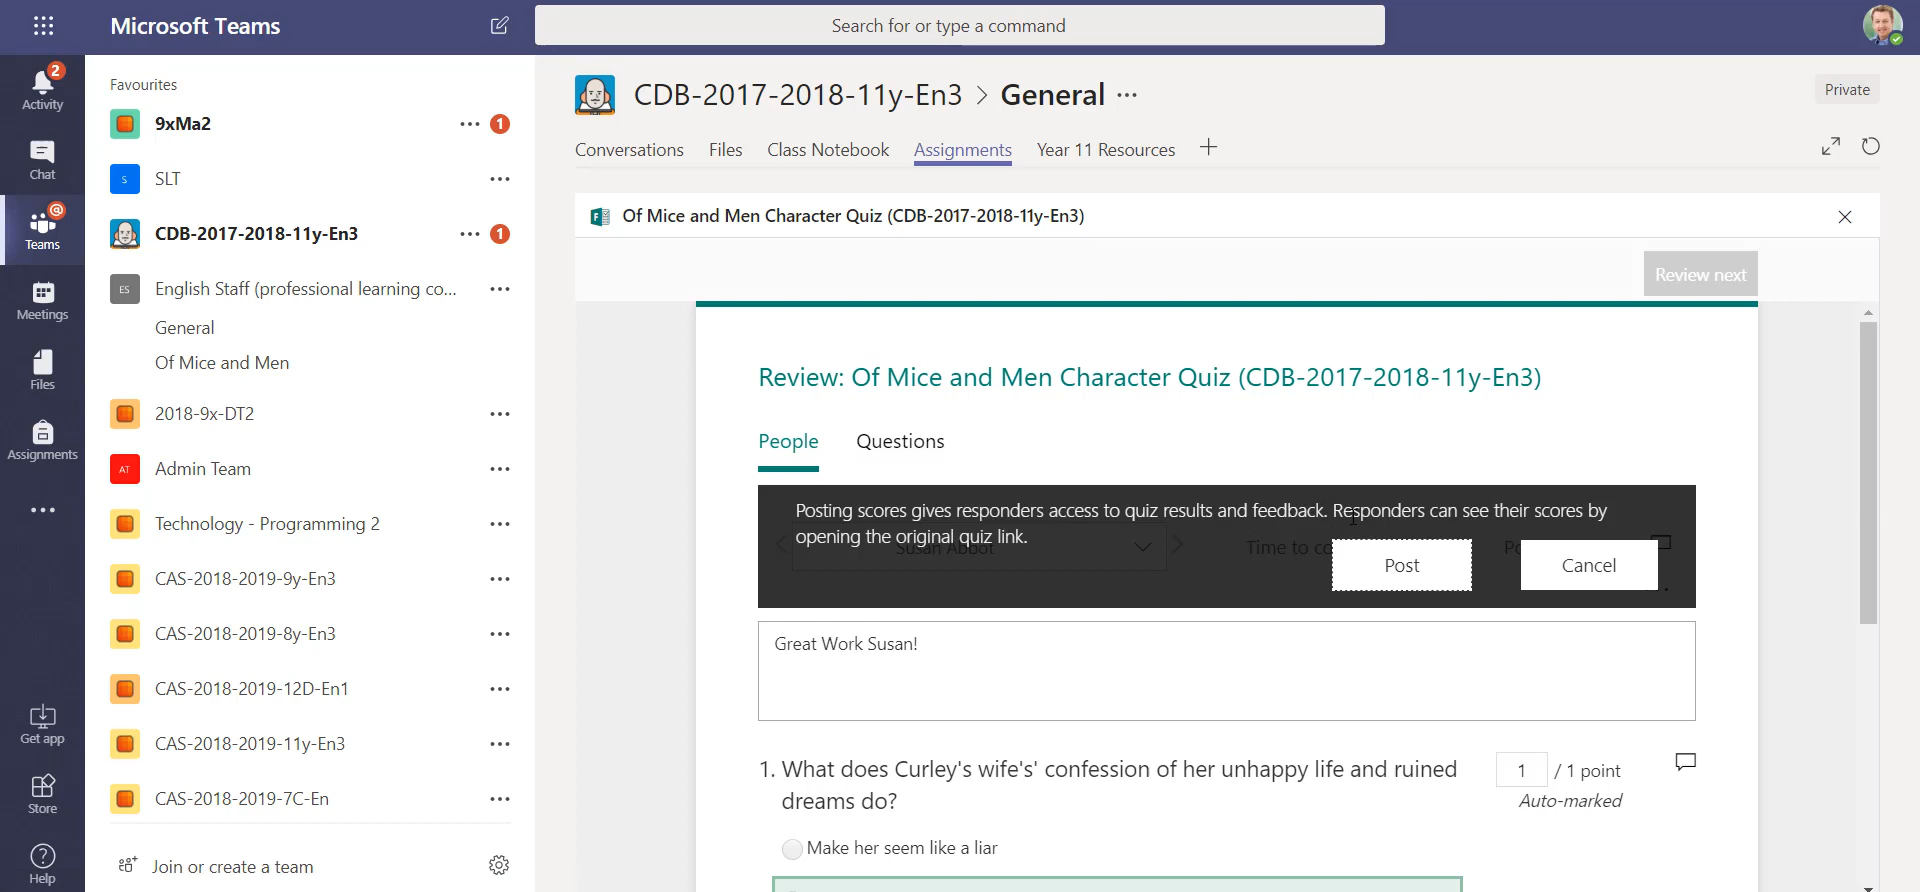 Microsoft Teams
Search for or type a command
2
Activity
Chat
@
Teams
Meetings
Files
Assignments
Get app
Store
Help
Favourites
9xMa2
1
S
SLT
CDB-2017-2018-11y-En3
1
ES
English Staff (professional learning co...
General
Of Mice and Men
2018-9x-DT2
AT
Admin Team
Technology - Programming 2
CAS-2018-2019-9y-En3
CAS-2018-2019-8y-En3
CAS-2018-2019-12D-En1
CAS-2018-2019-11y-En3
CAS-2018-2019-7C-En
Join or create a team
CDB-2017-2018-11y-En3 > General
Private
Conversations Files Class Notebook Assignments Year 11 Resources
F
Of Mice and Men Character Quiz (CDB-2017-2018-11y-En3)
Review next
Review: Of Mice and Men Character Quiz (CDB-2017-2018-11y-En3)
People Questions
Posting scores gives responders access to quiz results and feedback. Responders can see their scores by
opening the original quiz link.
Susan Abbot
Time to co
Po
Post Cancel
Great Work Susan!
1. What does Curley's wife's' confession of her unhappy life and ruined
dreams do?
1 / 1 point
Auto-marked
Make her seem like a liar